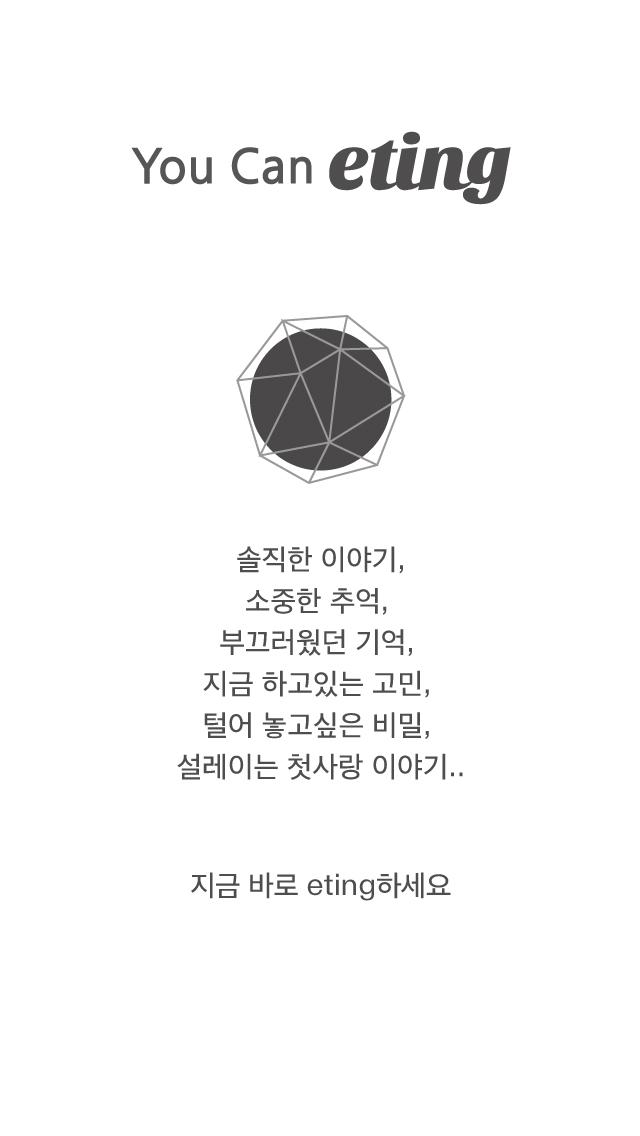 You Can eting
솔직한 이야기,
소중한 추억,
부끄러웠던 기억,
지금 하고있는 고민,
털어 놓고싶은 비밀,
설레이는 첫사랑 이야기..
지금 바로 eting하세요